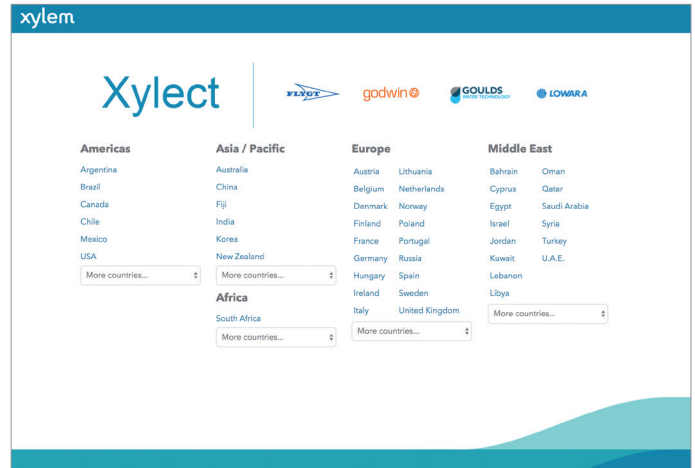 xylem
Xylect
FLYGT
godwin
GOULDS
WATER TECHNOLOGY
LOWARA
Americas
Argentina
Brazil
Canada
Chile
Mexico
USA
More countries...
Asia / Pacific
Australia
China
Fiji
India
Korea
New Zealand
More countries...
Africa
South Africa
More countries...
Europe
Austria Lithuania
Belgium Netherlands
Denmark Norway
Finland Poland
France Portugal
Germany Russia
Hungary Spain
Ireland Sweden
Italy United Kingdom
More countries...
Middle East
Bahrain Oman
Cyprus Qatar
Egypt Saudi Arabia
Israel Syria
Jordan Turkey
Kuwait U.A.E.
Lebanon
Libya
More countries...